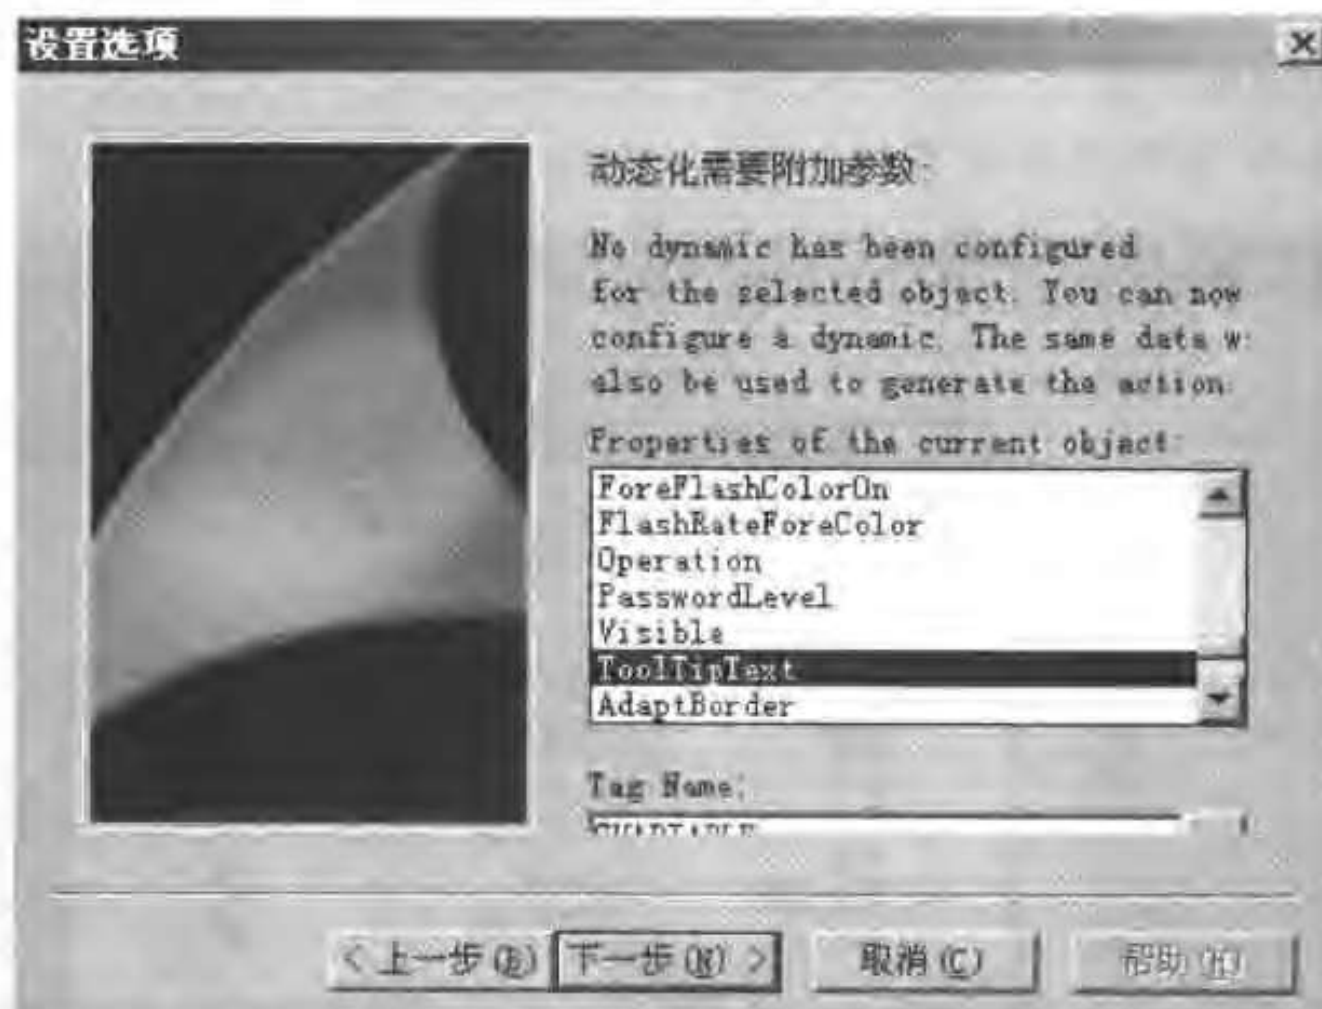 设置选项
动态化需要附加参数:
No dynamic has been configured
for the selected object. You can now
configure a dynamic. The same data w
also be used to generate the action
Properties of the current object:
ForeFlashColorOn
FlashRateForeColor
Operation
PasswordLevel
Visible
ToolTipText
AdaptBorder
Tag Name:
< 上一步(B)
下一步(N) >
取消(C)
帮助(H)